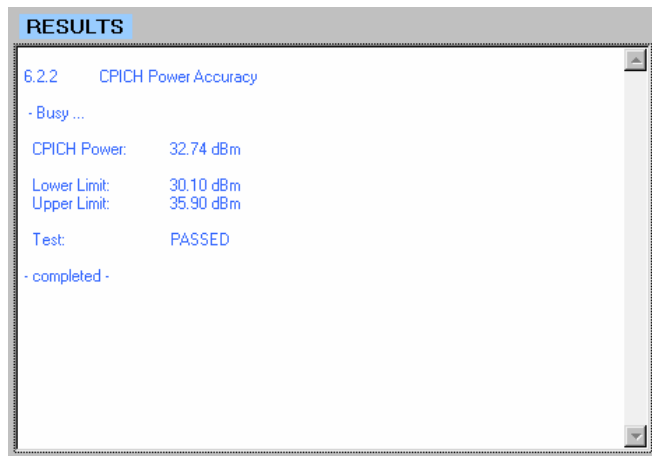 RESULTS
6.2.2 CPICH Power Accuracy
- Busy ...
CPICH Power: 32.74 dBm
Lower Limit: 30.10 dBm
Upper Limit: 35.90 dBm
Test: PASSED
- completed -